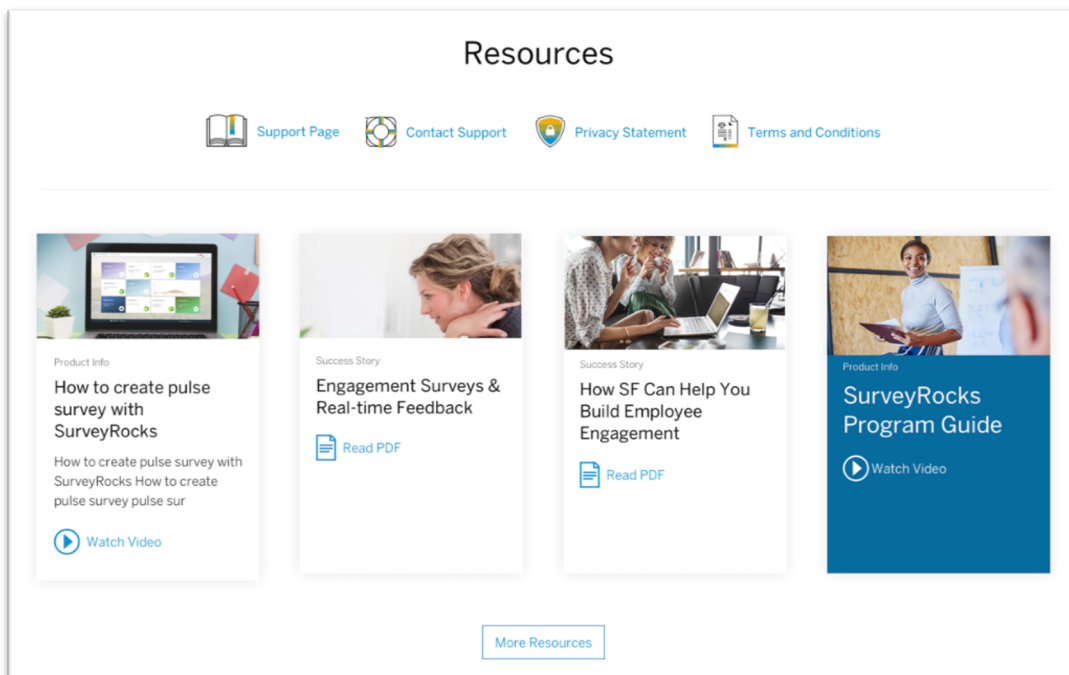 Resources
Support Page
Contact Support
Privacy Statement
Terms and Conditions
Product Info
How to create pulse
survey with
SurveyRocks
How to create pulse survey with
SurveyRocks How to create
pulse survey pulse sur
Watch Video
Success Story
Engagement Surveys &
Real-time Feedback
Read PDF
Success Story
How SF Can Help You
Build Employee
Engagement
Read PDF
Product Info
SurveyRocks
Program Guide
Watch Video
More Resources